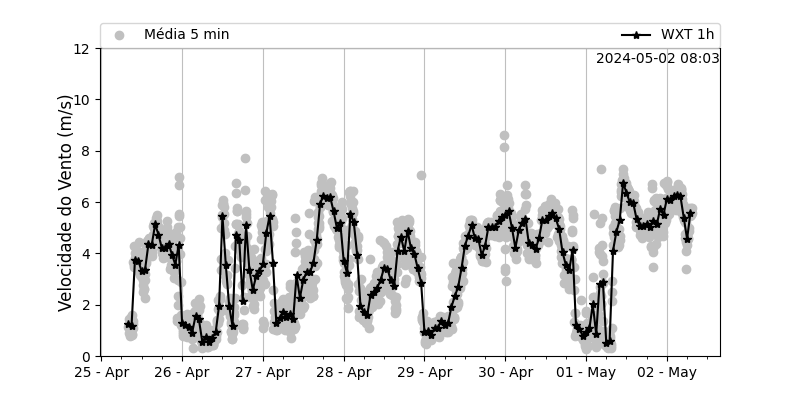 Média 5 min
WXT 1h
2024-05-02 08:03
Velocidade do Vento (m/s)
12
10
8
6
4
2
0
25 - Apr
26 - Apr
27 - Apr
28 - Apr
29 - Apr
30 - Apr
01 - May
02 - May